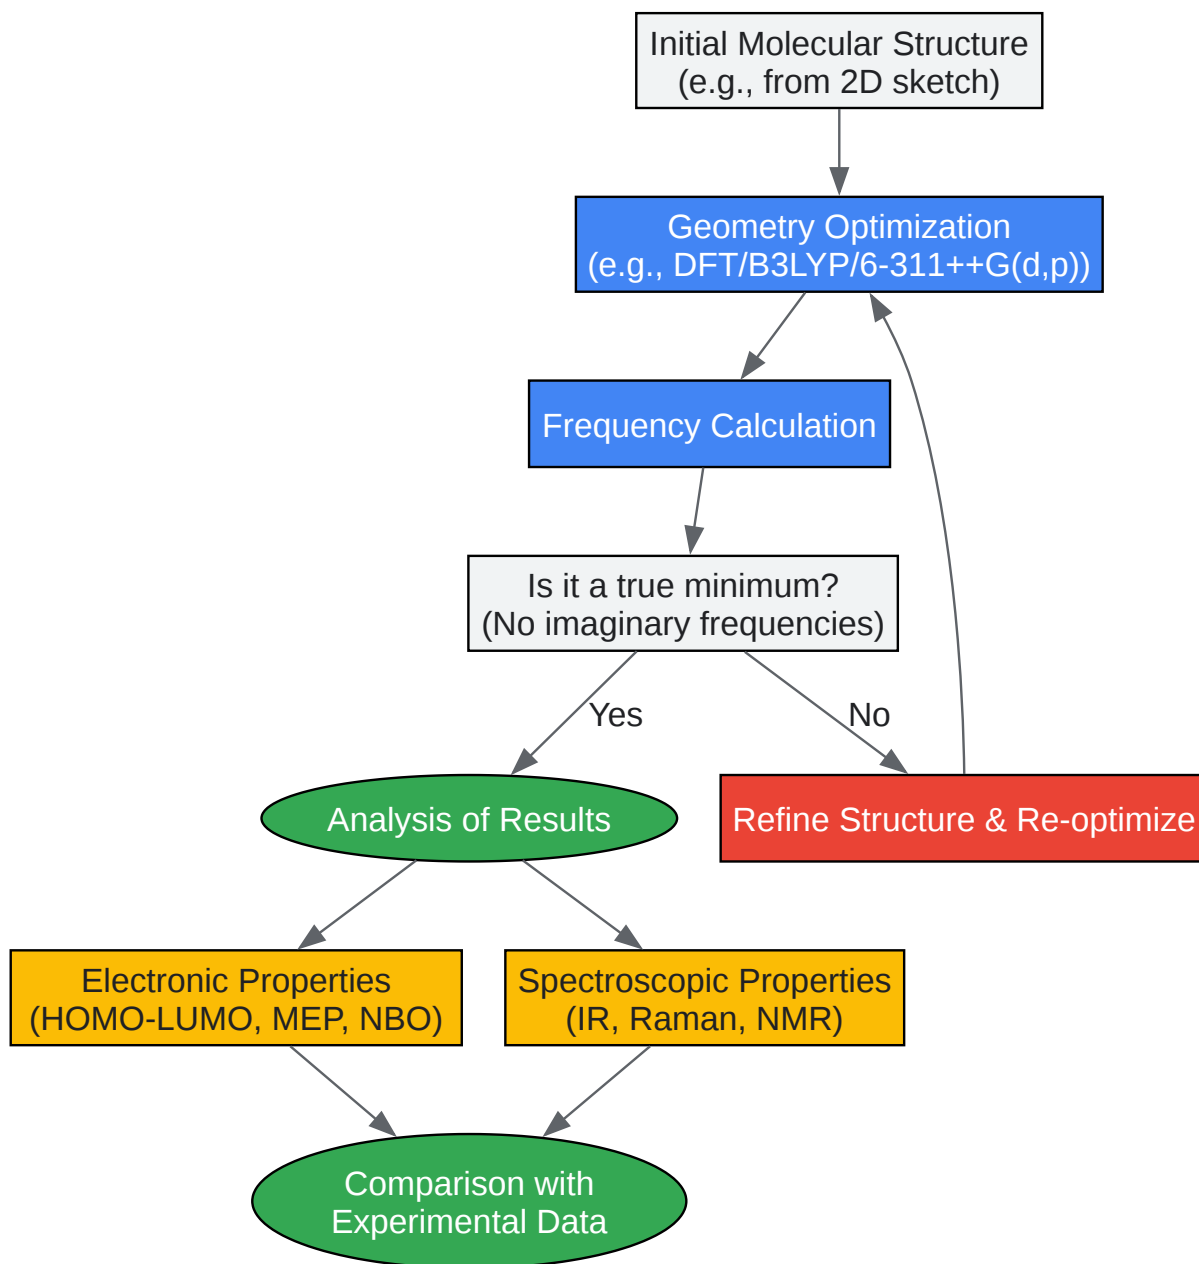 Initial Molecular Structure
(e.g., from 2D sketch)
Geometry Optimization
(e.g., DFT/B3LYP/6-311++G(d,p))
Frequency Calculation
Is it a true minimum?
(No imaginary frequencies)
Yes
No
Analysis of Results
Refine Structure & Re-optimize
Electronic Properties
(HOMO-LUMO, MEP, NBO)
Spectroscopic Properties
(IR, Raman, NMR)
Comparison with
Experimental Data